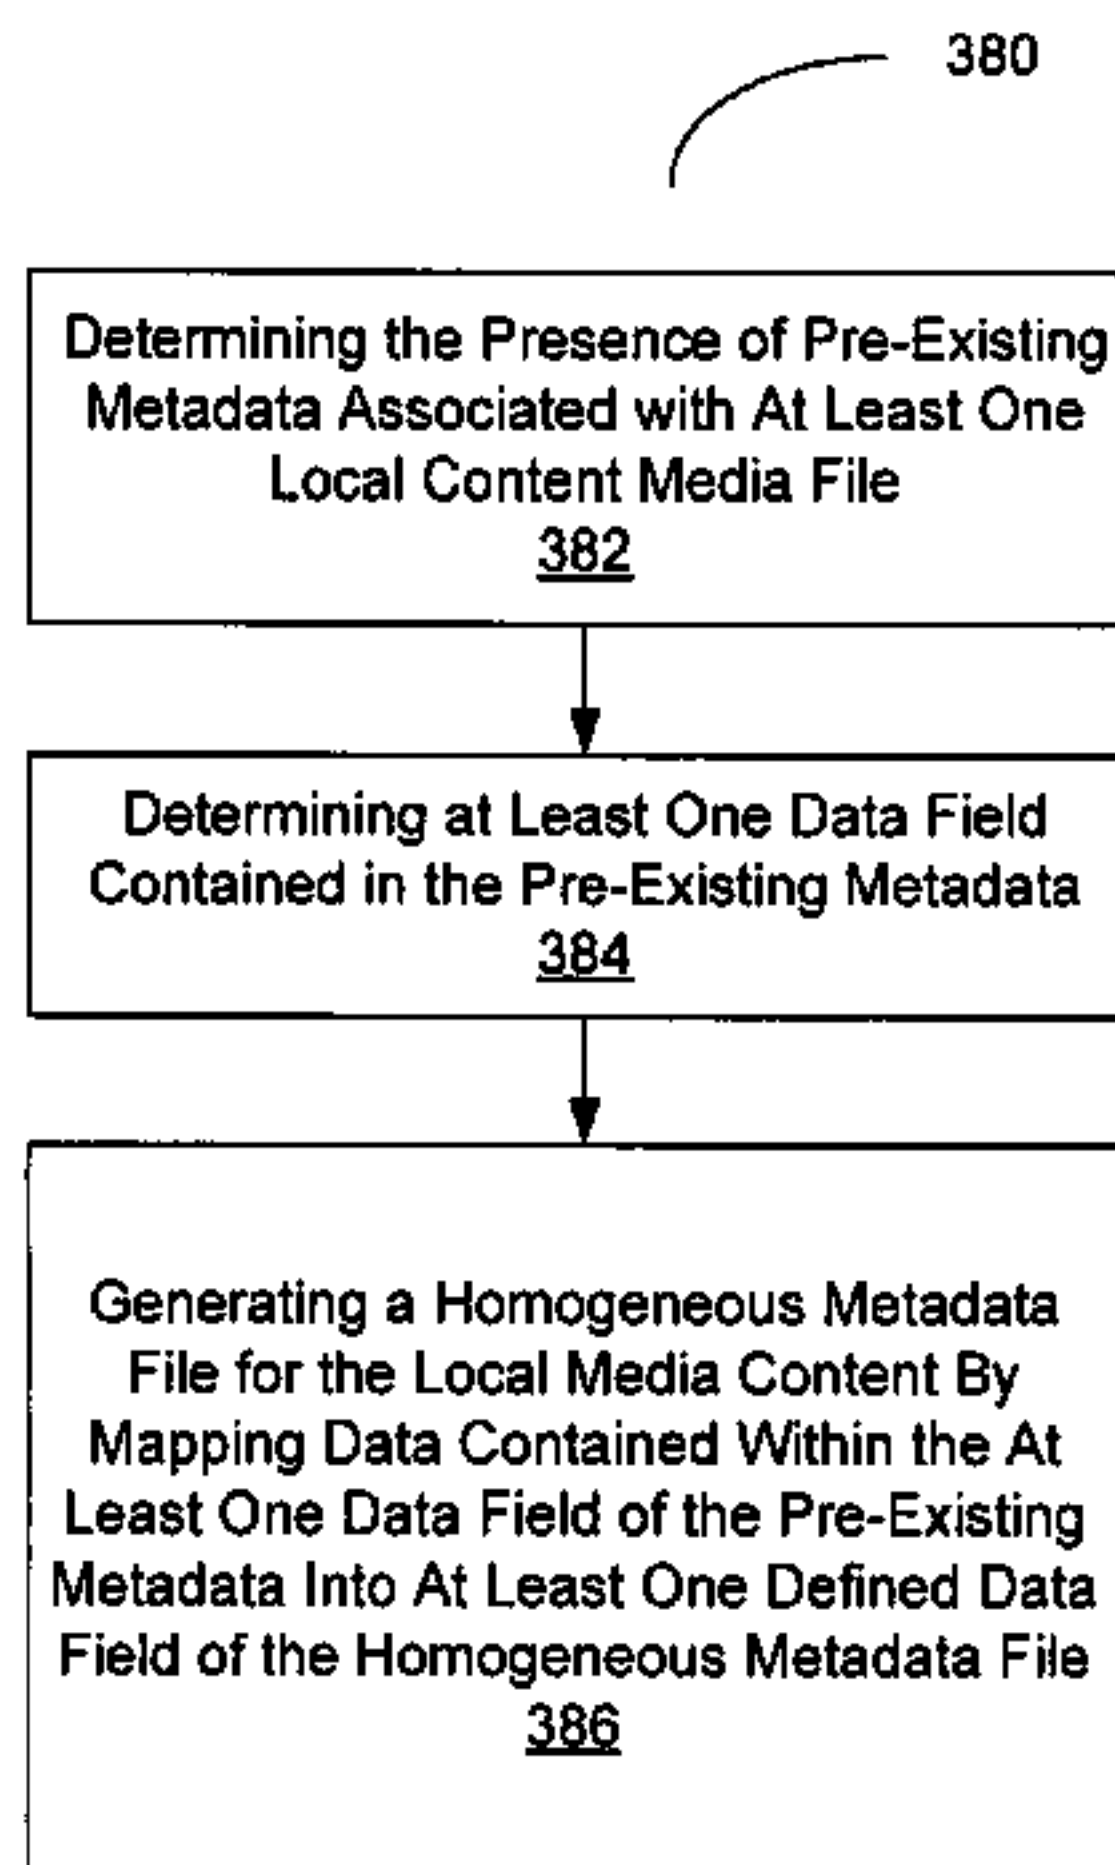 380
Determining the Presence of Pre-Existing
Metadata Associated with At Least One
Local Content Media File
382
Determining at Least One Data Field
Contained in the Pre-Existing Metadata
384
Generating a Homogeneous Metadata
File for the Local Media Content By
Mapping Data Contained Within the At
Least One Data Field of the Pre-Existing
Metadata Into At Least One Defined Data
Field of the Homogeneous Metadata File
386